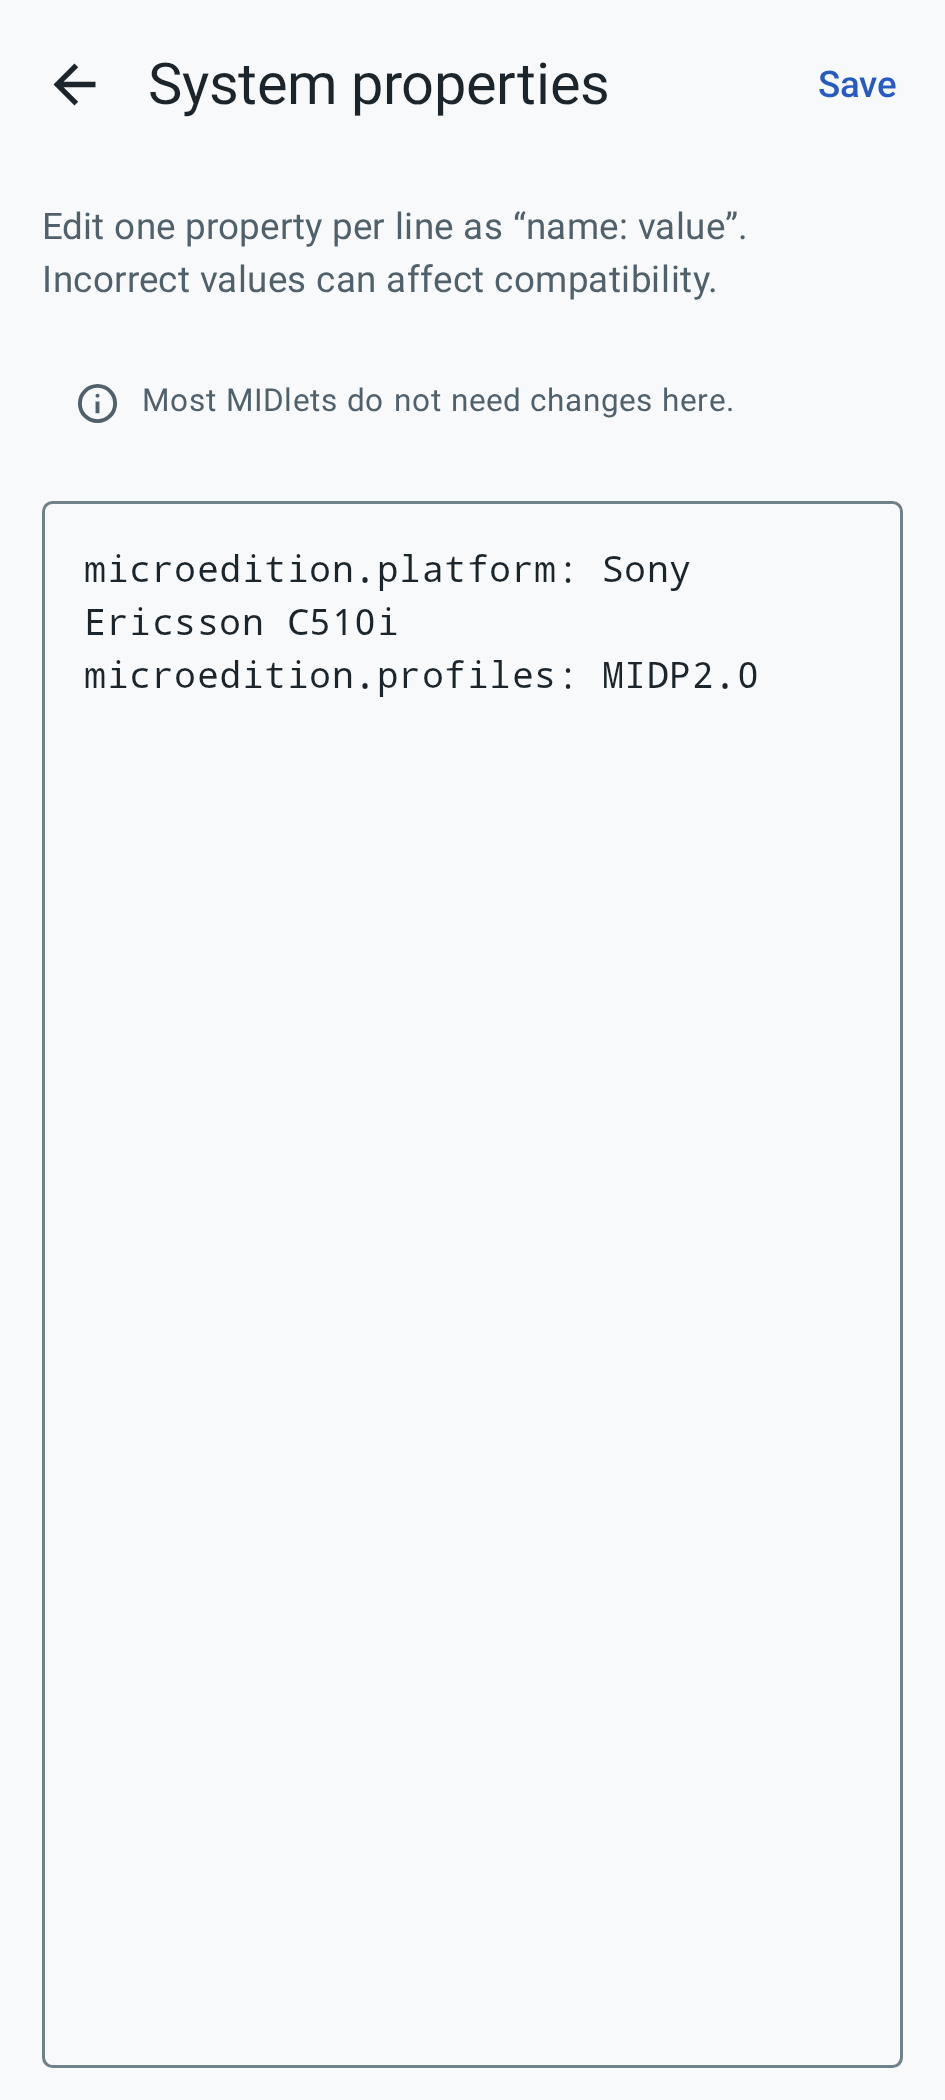 System properties
Save
Edit one property per line as “name: value”.
Incorrect values can affect compatibility.
Most MIDlets do not need changes here.
microedition.platform: Sony
Ericsson C510i
microedition.profiles: MIDP2.0